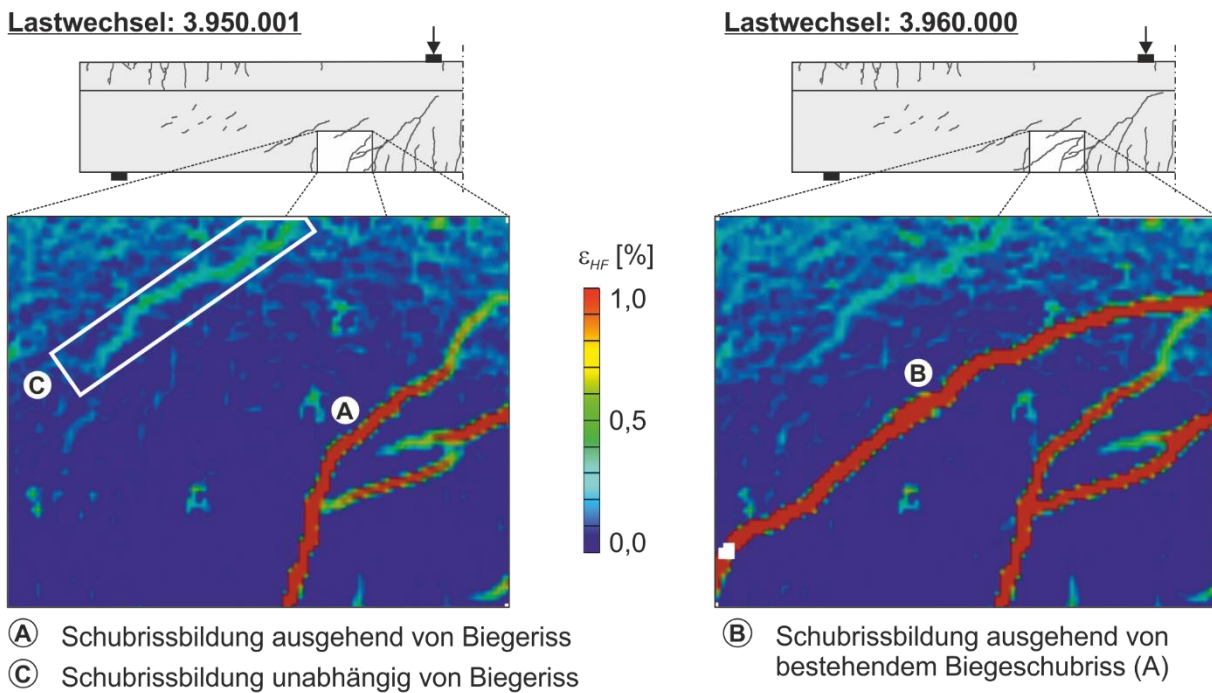 Lastwechsel: 3.950.001
Lastwechsel: 3.960.000
εHF [%]
1,0
0,5
0,0
A
C
B
A Schubrissbildung ausgehend von Biegeriss
C Schubrissbildung unabhängig von Biegeriss
B Schubrissbildung ausgehend von
bestehendem Biegeschubriss (A)